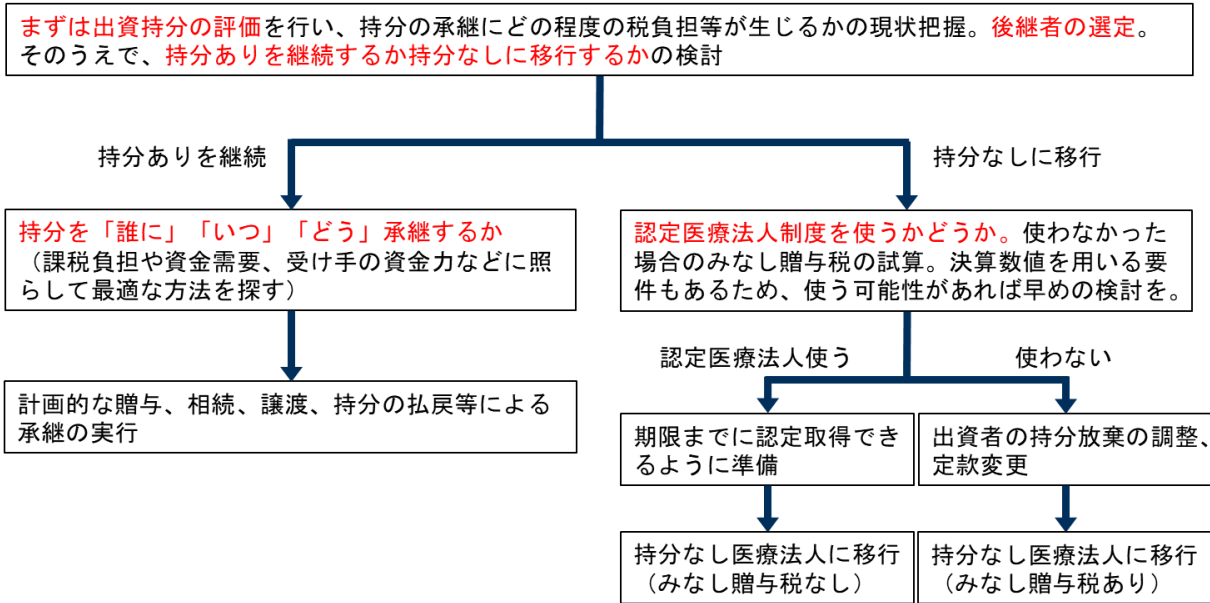 まずは出資持分の評価を行い、持分の承継にどの程度の税負担等が生じるかの現状把握。後継者の選定。
そのうえで、持分ありを継続するか持分なしに移行するかの検討
持分ありを継続
持分なしに移行
持分を「誰に」「いつ」「どう」承継するか
（課税負担や資金需要、受け手の資金力などに照
らして最適な方法を探す）
認定医療法人制度を使うかどうか。使わなかった
場合のみなし贈与税の試算。決算数値を用いる要
件もあるため、使う可能性があれば早めの検討を。
認定医療法人使う
使わない
計画的な贈与、相続、譲渡、持分の払戻等による
承継の実行
期限までに認定取得でき
るように準備
出資者の持分放棄の調整、
定款変更
持分なし医療法人に移行
（みなし贈与税なし）
持分なし医療法人に移行
（みなし贈与税あり）